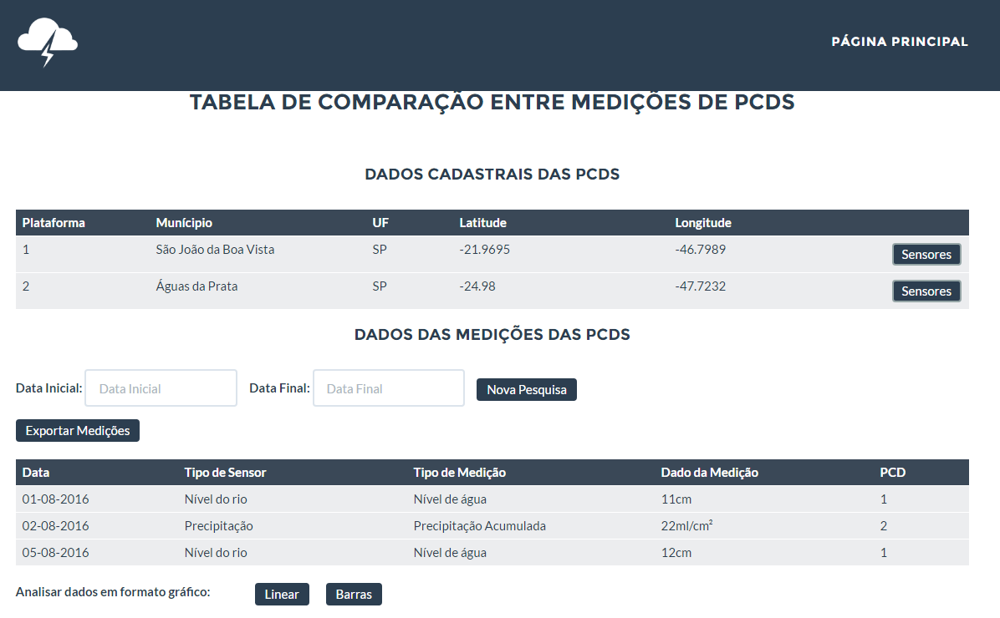 PÁGINA PRINCIPAL
TABELA DE COMPARAÇÃO ENTRE MEDIÇÕES DE PCDS
DADOS CADASTRAIS DAS PCDS
Plataforma Munícipio UF Latitude Longitude
1 São João da Boa Vista SP -21.9695 -46.7989 Sensores
2 Águas da Prata SP -24.98 -47.7232 Sensores
DADOS DAS MEDIÇÕES DAS PCDS
Data Inicial: Data Inicial Data Final: Data Final Nova Pesquisa
Exportar Medições
Data Tipo de Sensor Tipo de Medição Dado da Medição PCD
01-08-2016 Nível do rio Nível de água 11cm 1
02-08-2016 Precipitação Precipitação Acumulada 22ml/cm² 2
05-08-2016 Nível do rio Nível de água 12cm 1
Analisar dados em formato gráfico: Linear Barras